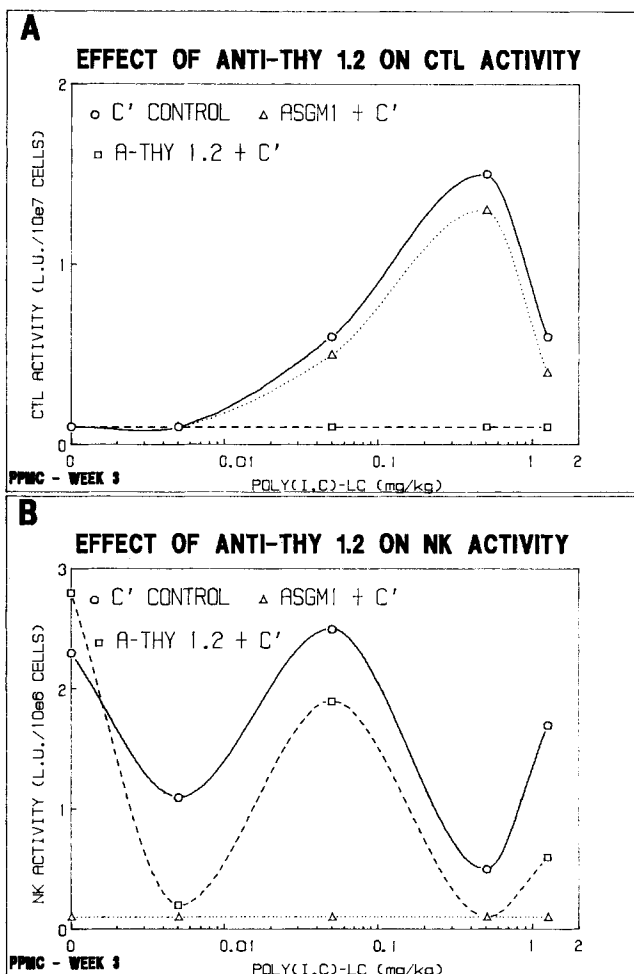 A
EFFECT OF ANTI-THY 1.2 ON CTL ACTIVITY
2
C' CONTROL ASGM1 + C'
A-THY 1.2 + C'
CTL ACTIVITY (L.U./10e7 CELLS)
1
0
0 0.01 0.1 1 2
PPMC - WEEK 3
POLY(I,C)-LC (mg/kg)
B
EFFECT OF ANTI-THY 1.2 ON NK ACTIVITY
3
C' CONTROL ASGM1 + C'
A-THY 1.2 + C'
NK ACTIVITY (L.U./10e6 CELLS)
2
1
0
0 0.01 0.1 1 2
PPMC - WEEK 3
POLY(I,C)-LC (mg/kg)